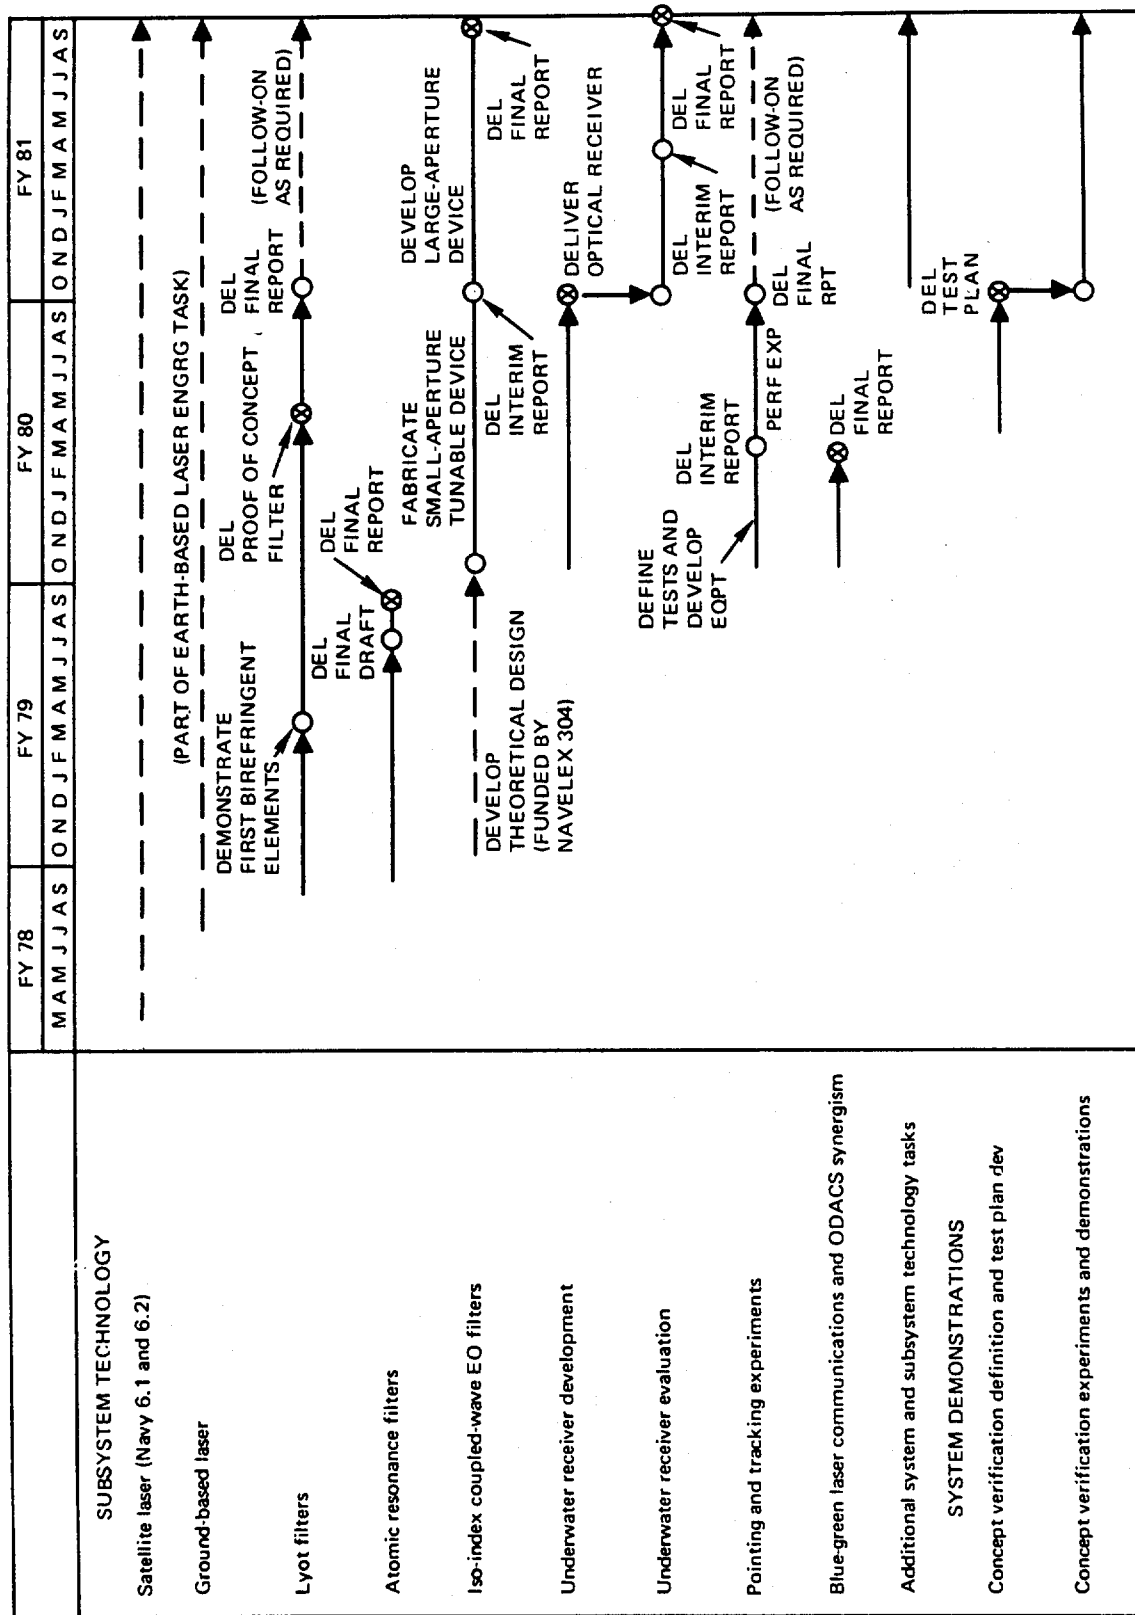 FY 78 FY 79 FY 80 FY 81
M A M J J A S O N D J F M A M J J A S O N D J F M A M J J A S O N D J F M A M J J A S
SUBSYSTEM TECHNOLOGY
Satellite laser (Navy 6.1 and 6.2)
Ground-based laser
(PART OF EARTH-BASED LASER ENGRG TASK)
Lyot filters
DEMONSTRATE
FIRST BIREFRINGENT
ELEMENTS
DEL
PROOF OF CONCEPT
FILTER
DEL
FINAL
REPORT
(FOLLOW-ON
AS REQUIRED)
Atomic resonance filters
DEL
FINAL
DRAFT
DEL
FINAL
REPORT
Iso-index coupled-wave EO filters
DEVELOP
THEORETICAL DESIGN
(FUNDED BY
NAVELEX 304)
FABRICATE
SMALL-APERTURE
TUNABLE DEVICE
DEL
INTERIM
REPORT
DEVELOP
LARGE-APERTURE
DEVICE
DEL
FINAL
REPORT
Underwater receiver development
DELIVER
OPTICAL RECEIVER
Underwater receiver evaluation
DEL
INTERIM
REPORT
DEL
FINAL
REPORT
Pointing and tracking experiments
DEFINE
TESTS AND
DEVELOP
EQPT
DEL
INTERIM
REPORT
PERF EXP
DEL
FINAL
RPT
(FOLLOW-ON
AS REQUIRED)
Blue-green laser communications and ODACS synergism
DEL
FINAL
REPORT
Additional system and subsystem technology tasks
SYSTEM DEMONSTRATIONS
Concept verification definition and test plan dev
DEL
TEST
PLAN
Concept verification experiments and demonstrations